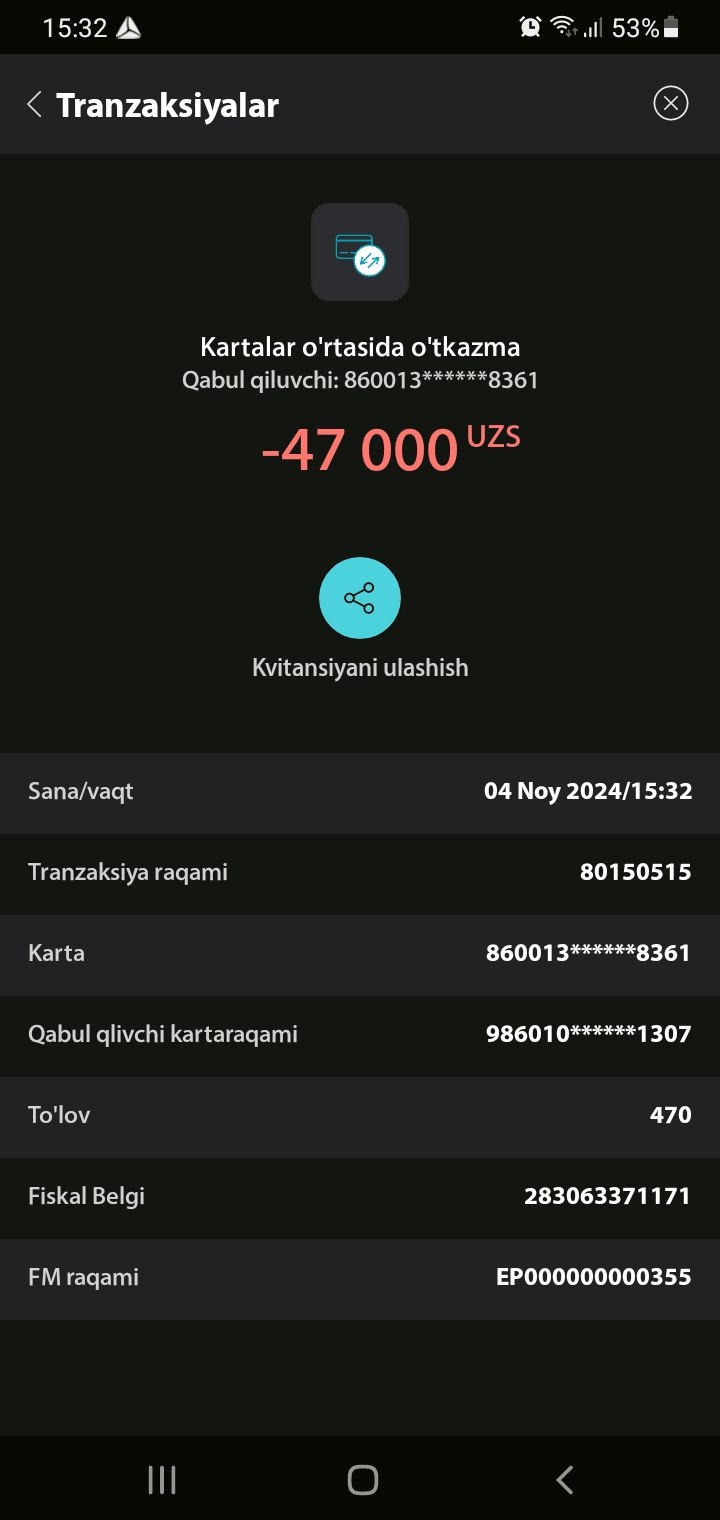 15:32 53%
Tranzaksiyalar
Kartalar o'rtasida o'tkazma
Qabul qiluvchi: 860013******8361
-47 000 UZS
Kvitansiyani ulashish
Sana/vaqt 04 Noy 2024/15:32
Tranzaksiya raqami 80150515
Karta 860013******8361
Qabul qlivchi kartaraqami 986010******1307
To'lov 470
Fiskal Belgi 283063371171
FM raqami EP000000000355